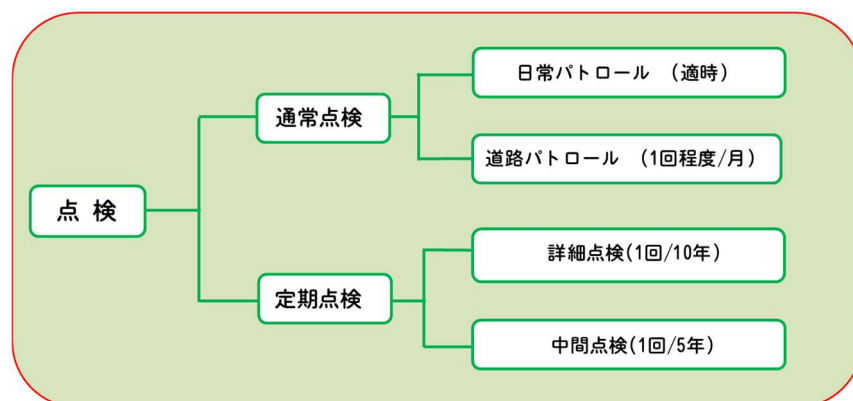 日常パトロール　（適時）
通常点検
道路パトロール　（1回程度/月）
点 検
詳細点検(1回/10年)
定期点検
中間点検(1回/5年)